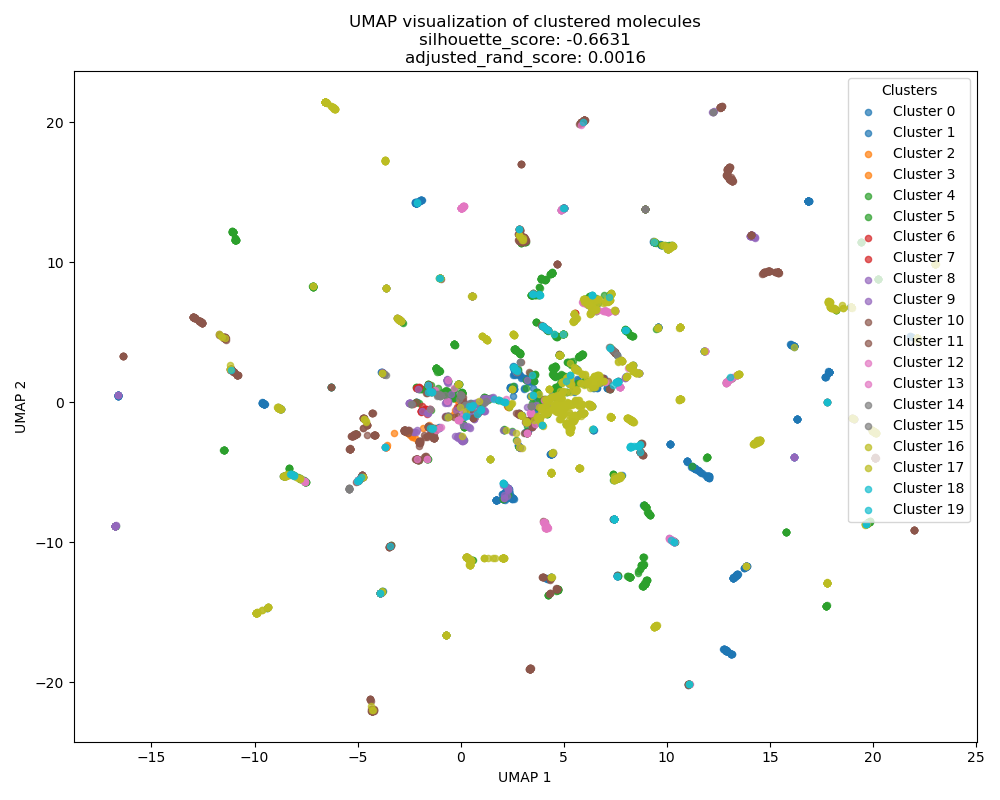 UMAP visualization of clustered molecules
silhouette_score: -0.6631
adjusted_rand_score: 0.0016
Clusters
Cluster 0
Cluster 1
Cluster 2
Cluster 3
Cluster 4
Cluster 5
Cluster 6
Cluster 7
Cluster 8
Cluster 9
Cluster 10
Cluster 11
Cluster 12
Cluster 13
Cluster 14
Cluster 15
Cluster 16
Cluster 17
Cluster 18
Cluster 19
UMAP 2
20
10
0
−10
−20
−15
−10
−5
0
5
10
15
20
25
UMAP 1